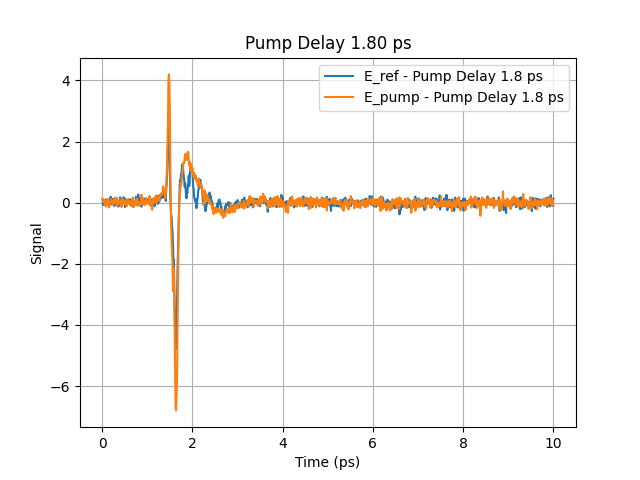 Pump Delay 1.80 ps
E_ref - Pump Delay 1.8 ps
E_pump - Pump Delay 1.8 ps
4
2
0
−2
−4
−6
Signal
0 2 4 6 8 10
Time (ps)